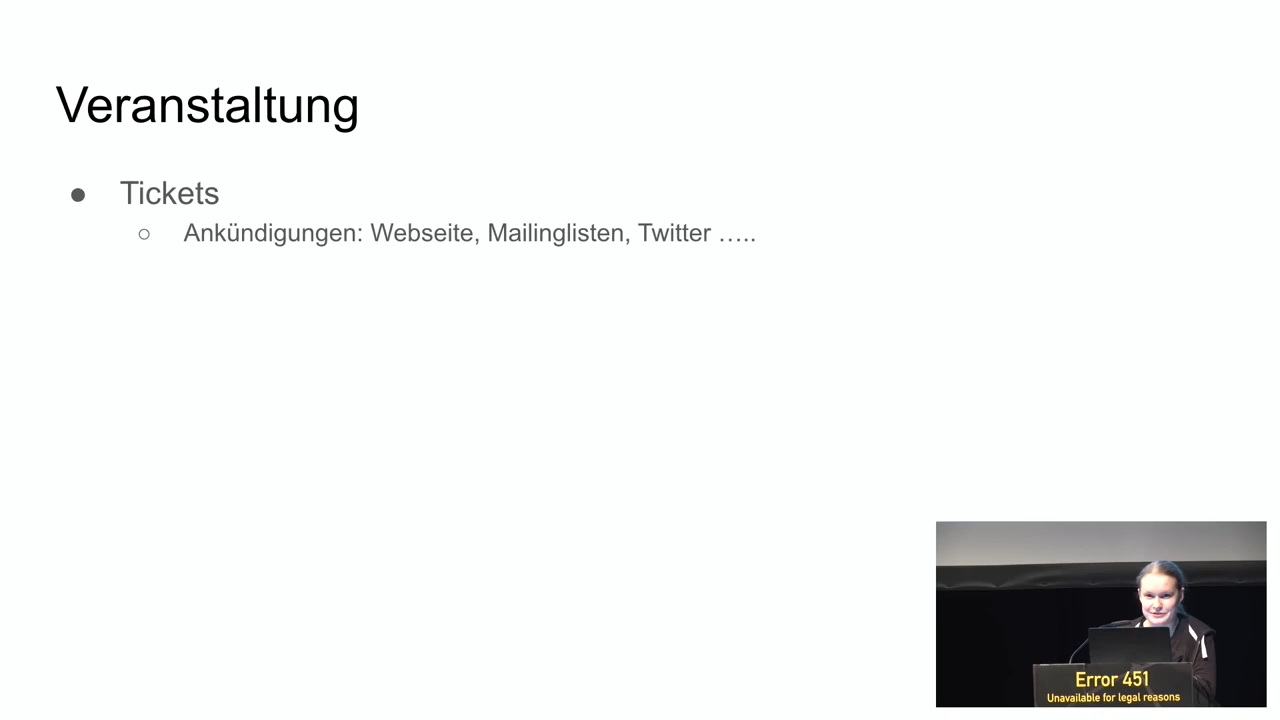 Veranstaltung
● Tickets
○ Ankündigungen: Webseite, Mailinglisten, Twitter …..
Error 451
Unavailable for legal reasons